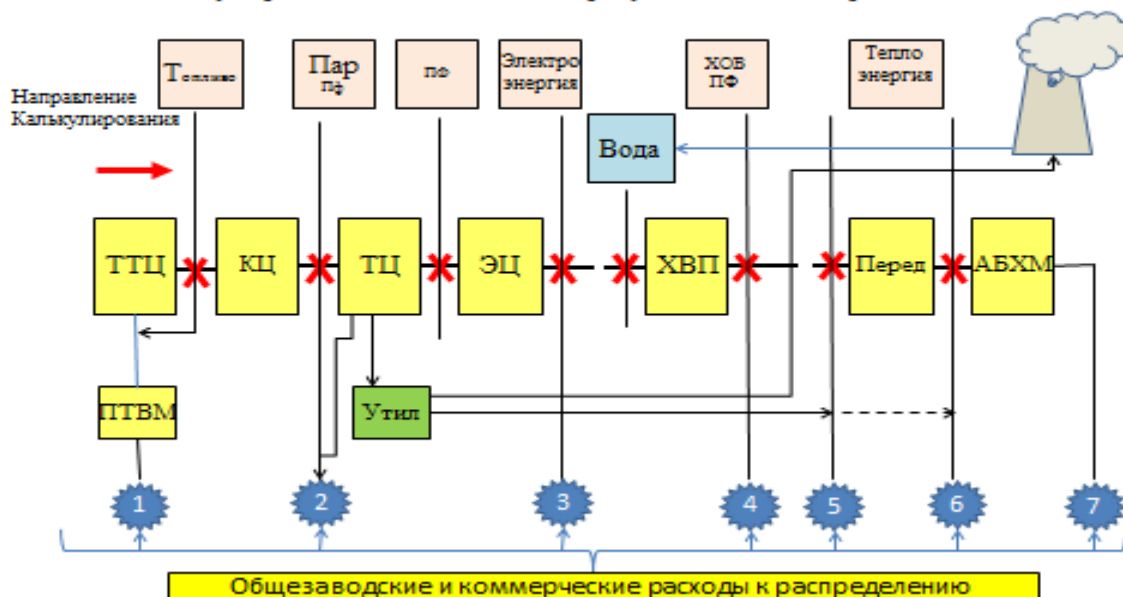 Топливо
Пар
пф
ПФ
Электро
энергия
ХОВ
ПФ
Тепло
энергия
Направление
Калькулирования
Вода
ТТЦ
КЦ
ТЦ
ЭЦ
ХВП
Перед
АБХМ
ПТВМ
Утил
1
2
3
4
5
6
7
Общезаводские и коммерческие расходы к распределению